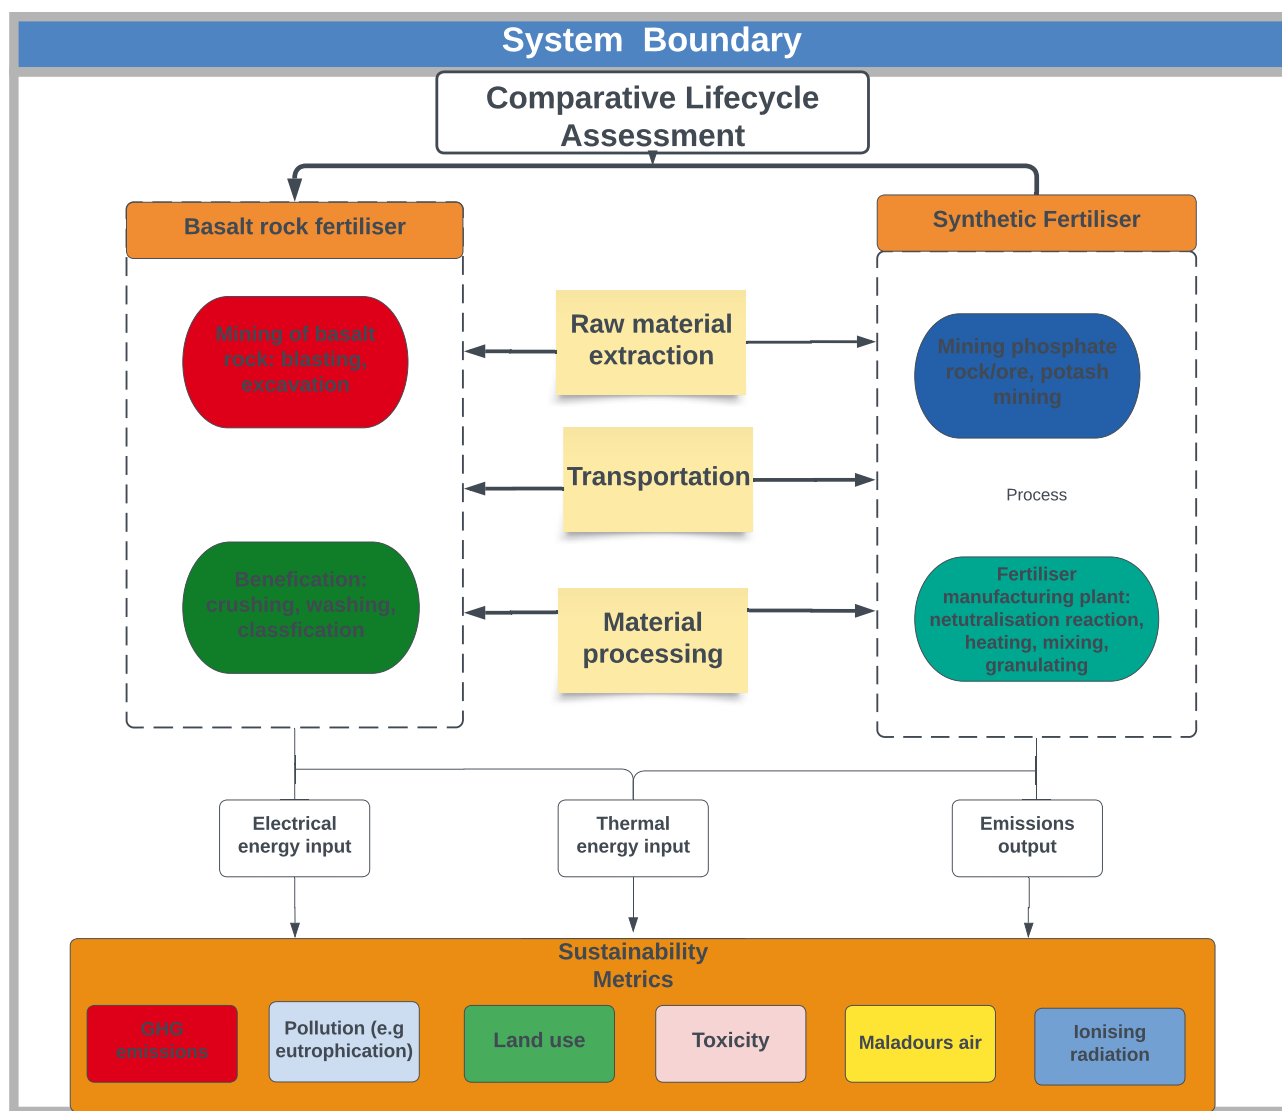 System Boundary
Comparative Lifecycle
Assessment
Basalt rock fertiliser
Synthetic Fertiliser
Mining of basalt
rock: blasting,
excavation
Raw material
extraction
Mining phosphate
rock/ore, potash
mining
Transportation
Process
Benefication:
crushing, washing,
classfication
Material
processing
Fertiliser
manufacturing plant:
netutralisation reaction,
heating, mixing,
granulating
Electrical
energy input
Thermal
energy input
Emissions
output
Sustainability
Metrics
GHG
emissions
Pollution (e.g
eutrophication)
Land use
Toxicity
Maladours air
Ionising
radiation